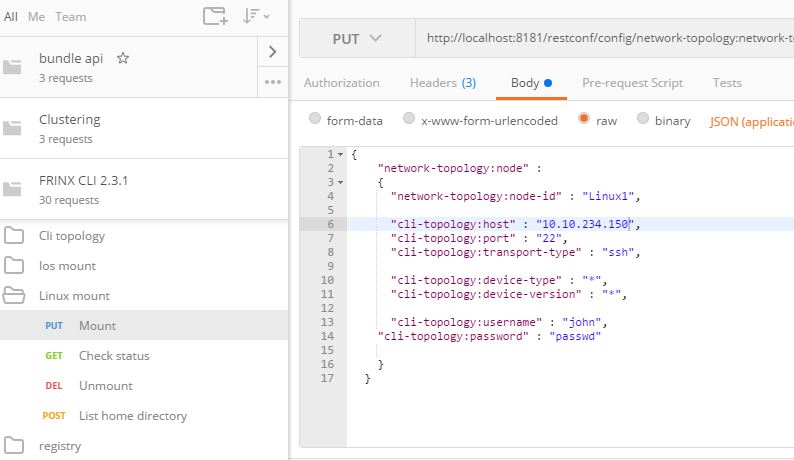 All Me Team
bundle api
3 requests
Clustering
3 requests
FRINX CLI 2.3.1
30 requests
Cli topology
Ios mount
Linux mount
PUT Mount
GET Check status
DEL Unmount
POST List home directory
registry
PUT http://localhost:8181/restconf/config/network-topology:network-t
Authorization Headers (3) Body Pre-request Script Tests
form-data x-www-form-urlencoded raw binary JSON (applicati
1 {
2 "network-topology:node" :
3 {
4 "network-topology:node-id" : "Linux1",
5
6 "cli-topology:host" : "10.10.234.150",
7 "cli-topology:port" : "22",
8 "cli-topology:transport-type" : "ssh",
9
10 "cli-topology:device-type" : "*",
11 "cli-topology:device-version" : "*",
12
13 "cli-topology:username" : "john",
14 "cli-topology:password" : "passwd"
15
16 }
17 }